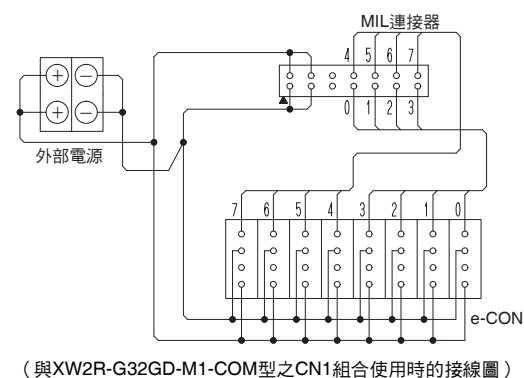 MIL連接器
4 5 6 7
0 1 2 3
外部電源
7 6 5 4 3 2 1 0
e-CON
（與XW2R-G32GD-M1-COM型之CN1組合使用時的接線圖）